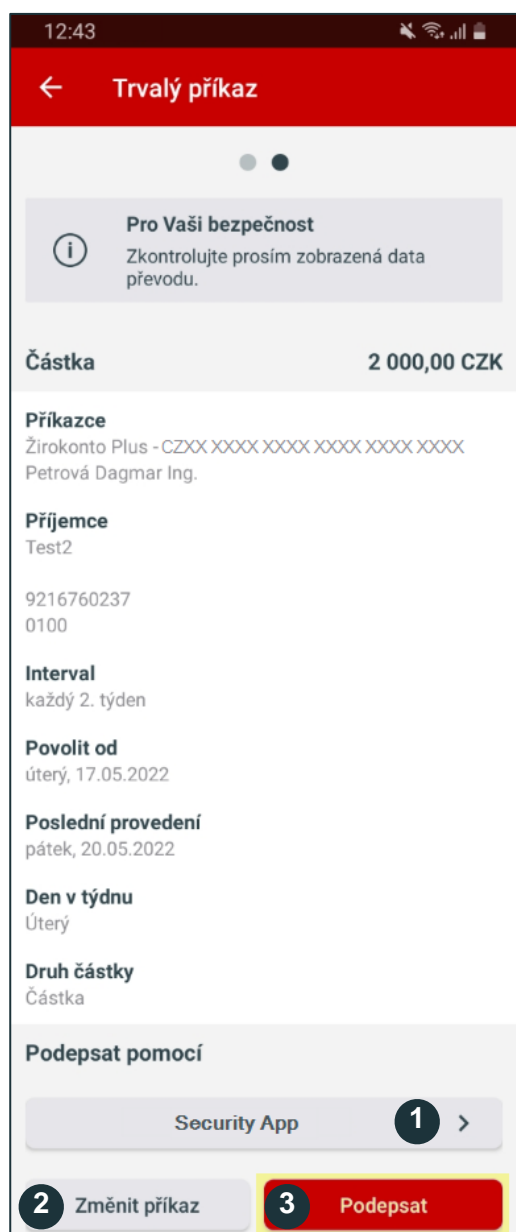 12:43
Trvalý příkaz
Pro Vaši bezpečnost
Zkontrolujte prosím zobrazená data
převodu.
Částka 2 000,00 CZK
Příkazce
Žirokonto Plus - CZXX XXXX XXXX XXXX XXXX XXXX
Petrová Dagmar Ing.
Příjemce
Test2
9216760237
0100
Interval
každý 2. týden
Povolit od
úterý, 17.05.2022
Poslední provedení
pátek, 20.05.2022
Den v týdnu
Úterý
Druh částky
Částka
Podepsat pomocí
Security App 1
2 Změnit příkaz 3 Podepsat